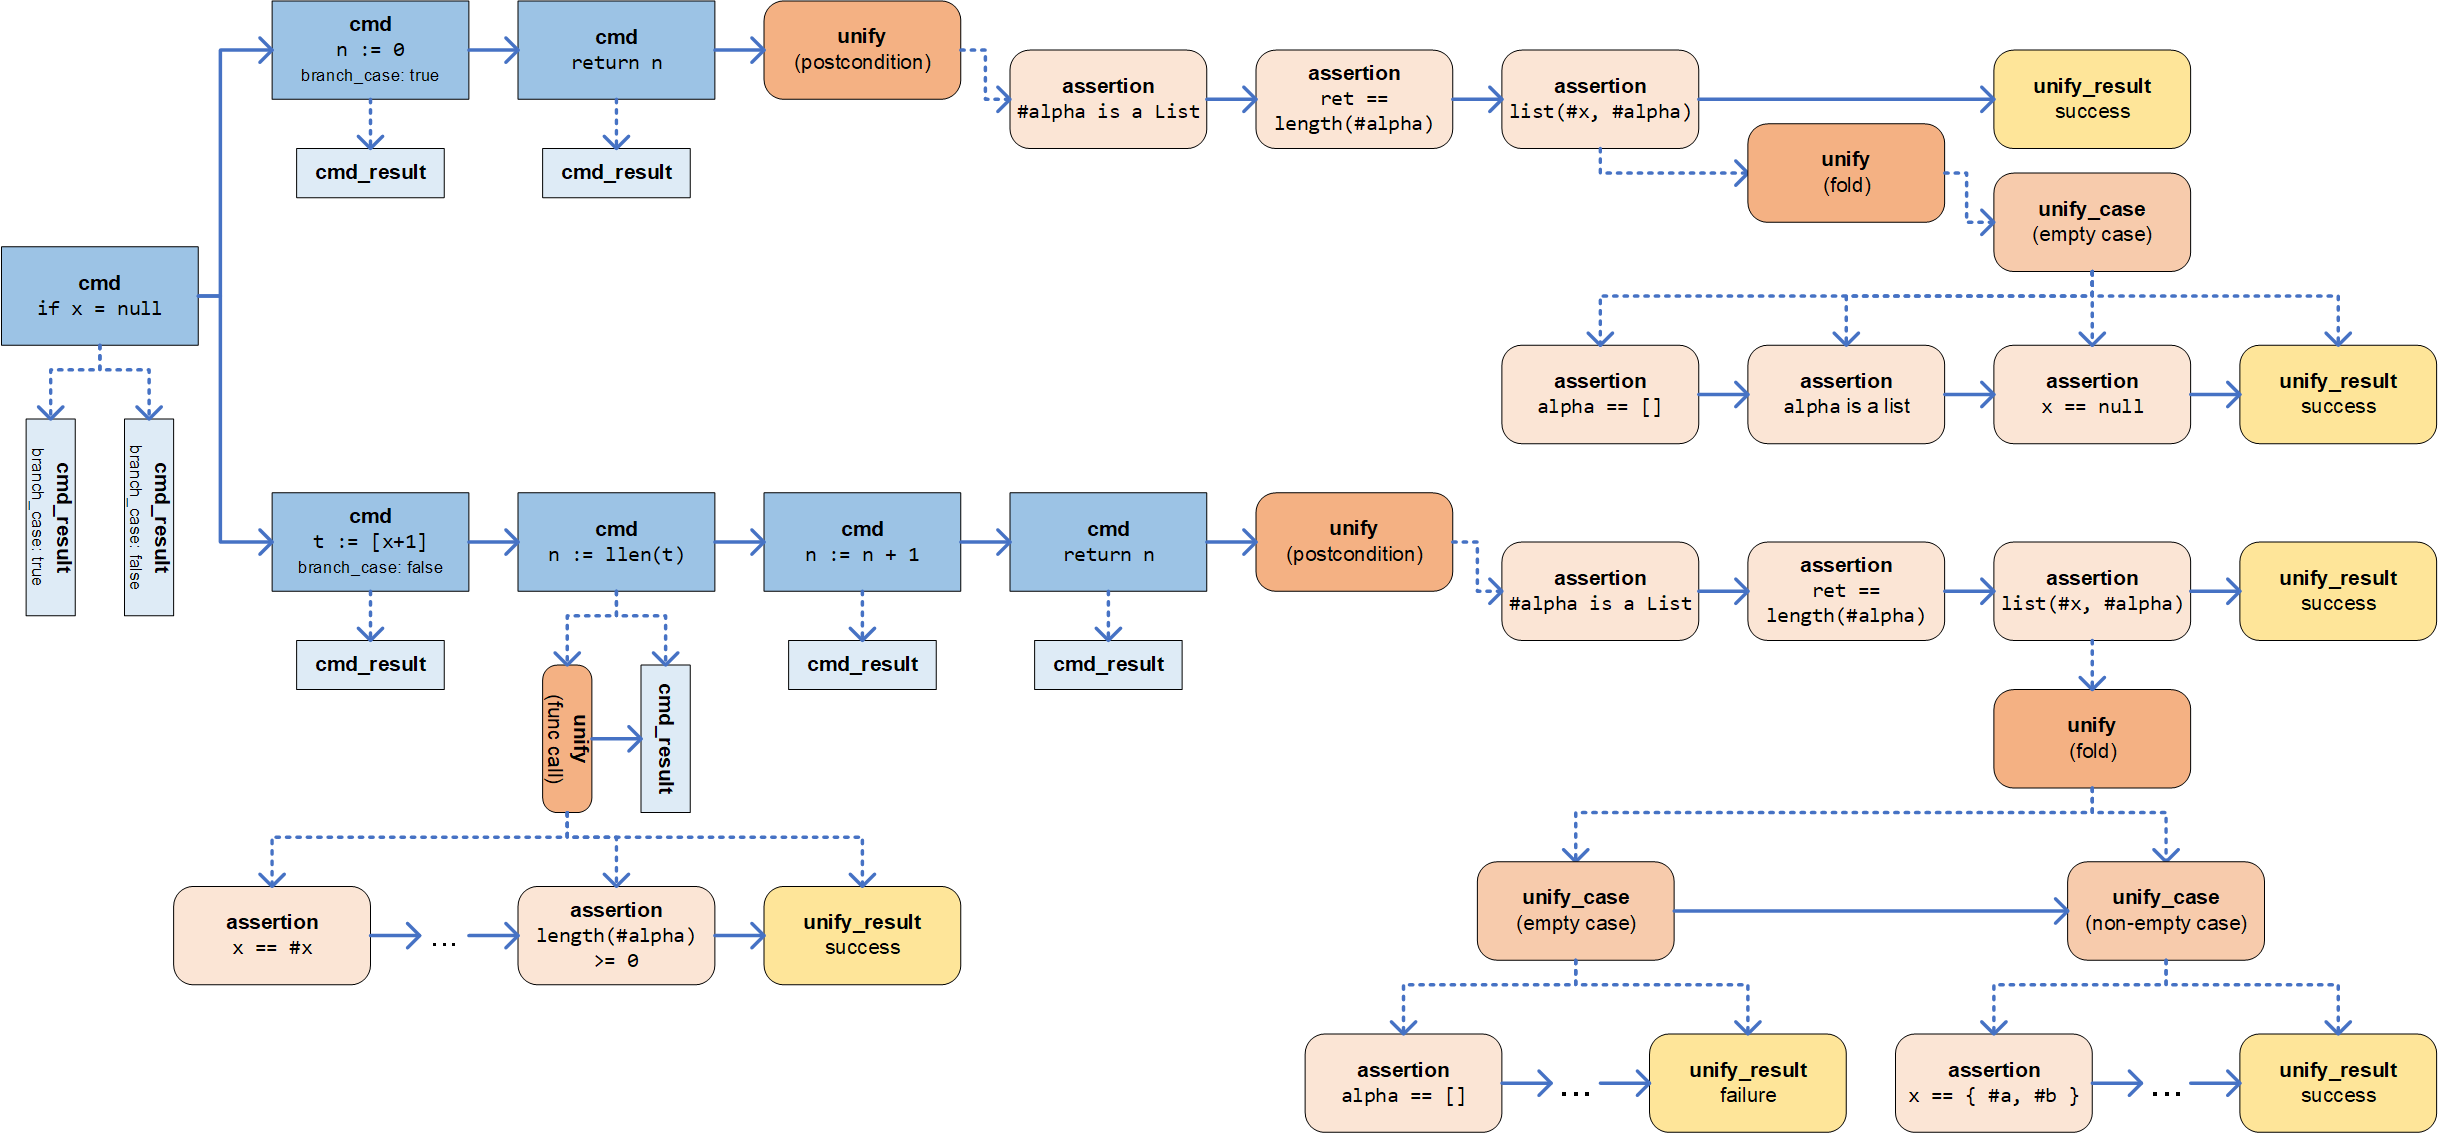 cmd
n := 0
branch_case: true
cmd
return n
unify
(postcondition)
assertion
#alpha is a List
assertion
ret ==
length(#alpha)
assertion
list(#x, #alpha)
unify_result
success
cmd_result
cmd_result
unify
(fold)
unify_case
(empty case)
cmd
if x = null
assertion
alpha == []
assertion
alpha is a list
assertion
x == null
unify_result
success
cmd_result
branch_case: true
cmd_result
branch_case: false
cmd
t := [x+1]
branch_case: false
cmd
n := llen(t)
cmd
n := n + 1
cmd
return n
unify
(postcondition)
assertion
#alpha is a List
assertion
ret ==
length(#alpha)
assertion
list(#x, #alpha)
unify_result
success
cmd_result
unify
(func call)
cmd_result
cmd_result
cmd_result
unify
(fold)
assertion
x == #x
...
assertion
length(#alpha)
>= 0
unify_result
success
unify_case
(empty case)
unify_case
(non-empty case)
assertion
alpha == []
...
unify_result
failure
assertion
x == { #a, #b }
...
unify_result
success